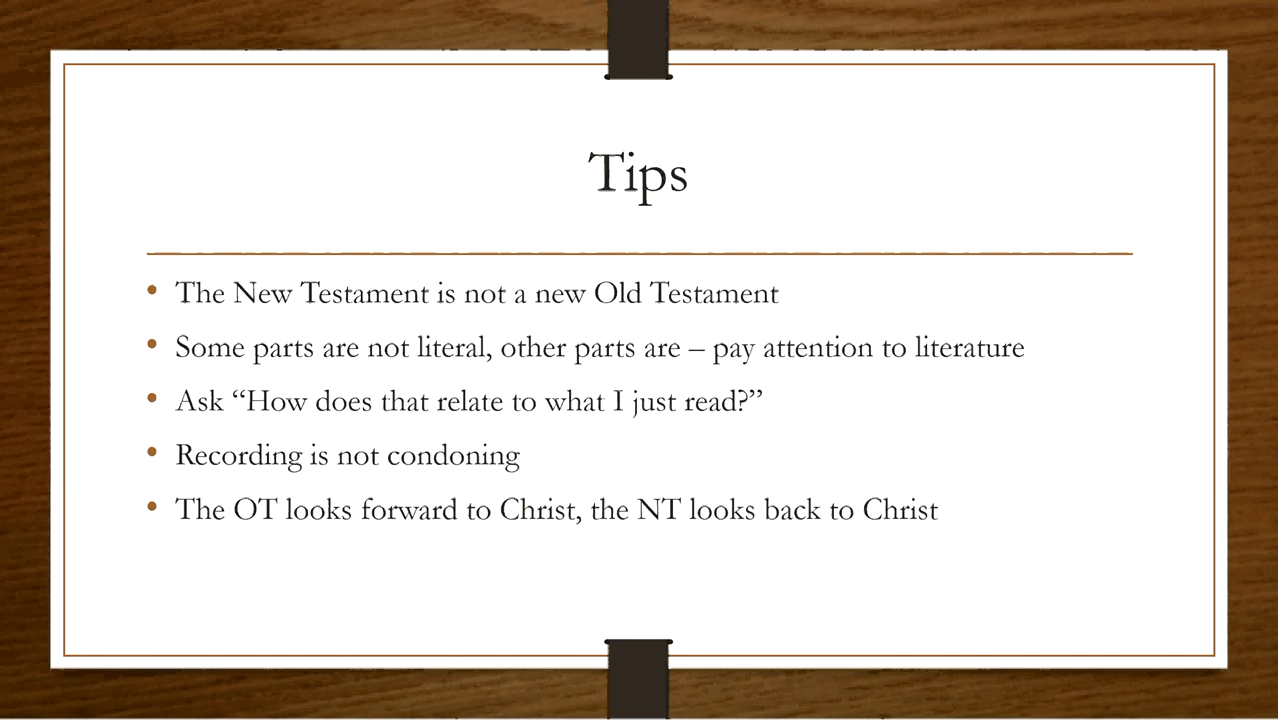 Tips
• The New Testament is not a new Old Testament
• Some parts are not literal, other parts are – pay attention to literature
• Ask “How does that relate to what I just read?”
• Recording is not condoning
• The OT looks forward to Christ, the NT looks back to Christ